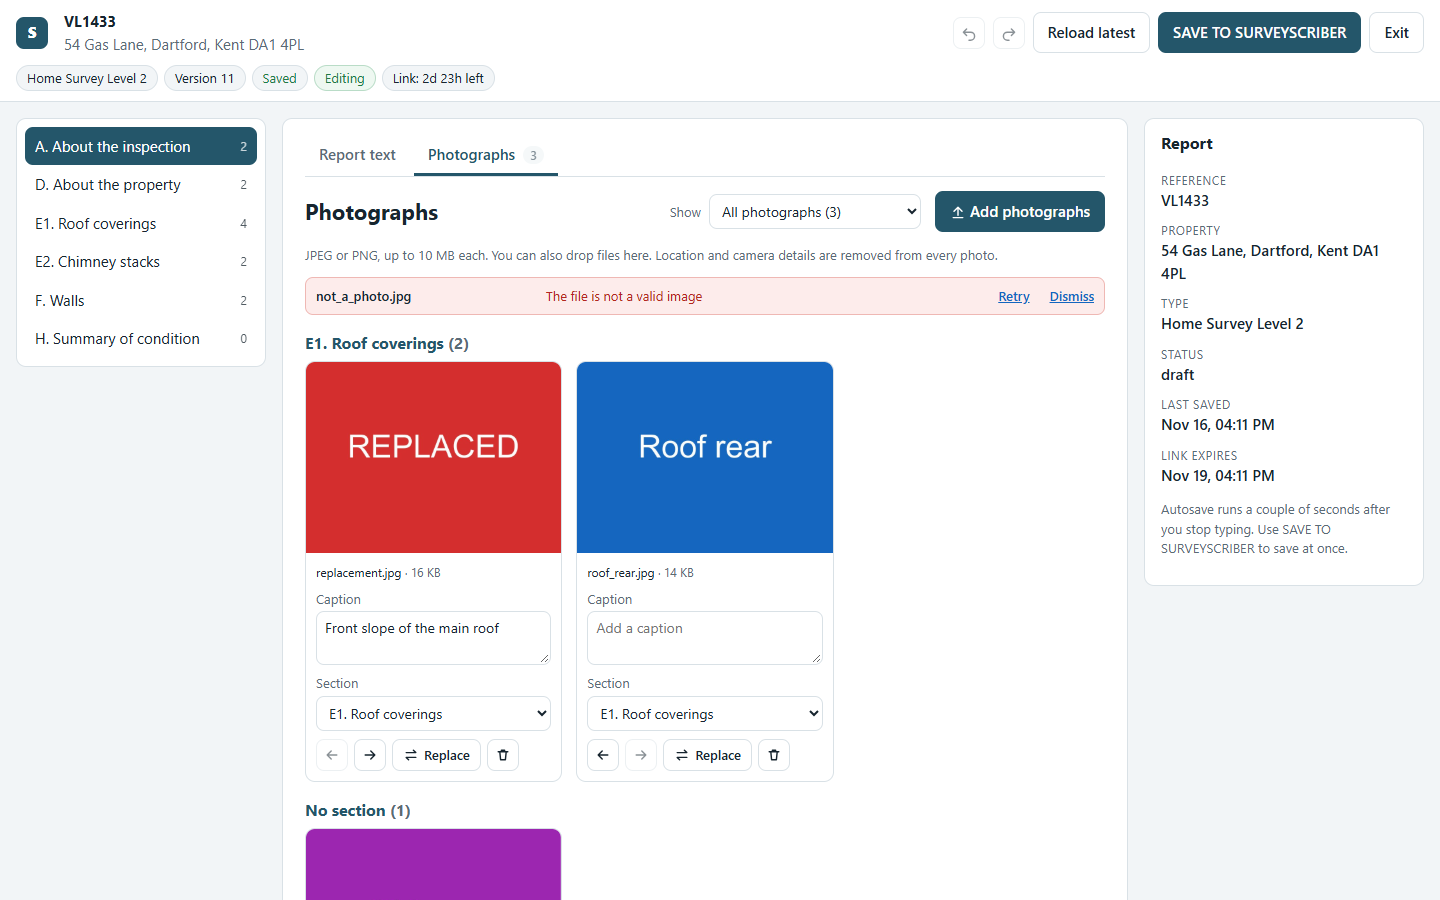 S
VL1433
54 Gas Lane, Dartford, Kent DA1 4PL
Reload latest
SAVE TO SURVEYSCRIBER
Exit
Home Survey Level 2
Version 11
Saved
Editing
Link: 2d 23h left
A. About the inspection 2
D. About the property 2
E1. Roof coverings 4
E2. Chimney stacks 2
F. Walls 2
H. Summary of condition 0
Report text
Photographs 3
Photographs
Show
All photographs (3)
Add photographs
JPEG or PNG, up to 10 MB each. You can also drop files here. Location and camera details are removed from every photo.
not_a_photo.jpg
The file is not a valid image
Retry
Dismiss
E1. Roof coverings (2)
REPLACED
replacement.jpg · 16 KB
Caption
Front slope of the main roof
Section
E1. Roof coverings
Replace
Roof rear
roof_rear.jpg · 14 KB
Caption
Add a caption
Section
E1. Roof coverings
Replace
No section (1)
Report
REFERENCE
VL1433
PROPERTY
54 Gas Lane, Dartford, Kent DA1
4PL
TYPE
Home Survey Level 2
STATUS
draft
LAST SAVED
Nov 16, 04:11 PM
LINK EXPIRES
Nov 19, 04:11 PM
Autosave runs a couple of seconds after
you stop typing. Use SAVE TO
SURVEYSCRIBER to save at once.